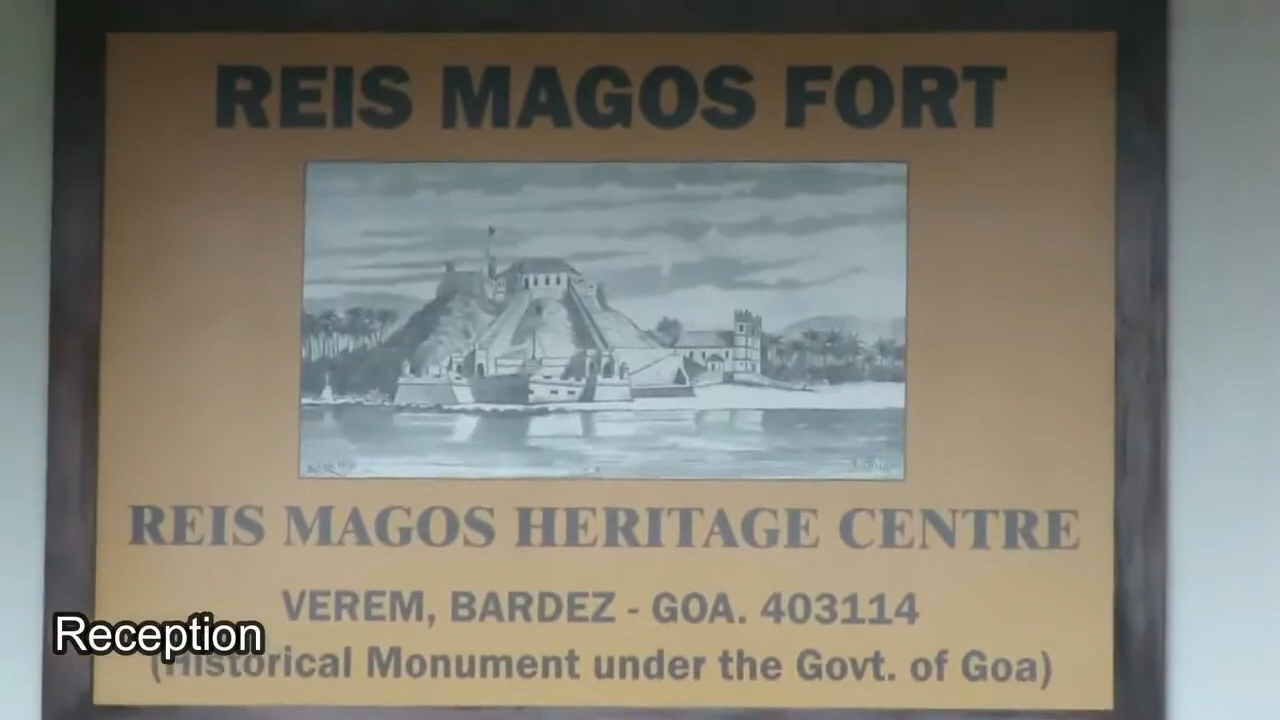 REIS MAGOS FORT
REIS MAGOS HERITAGE CENTRE
VEREM, BARDEZ - GOA. 403114
Reception
(Historical Monument under the Govt. of Goa)